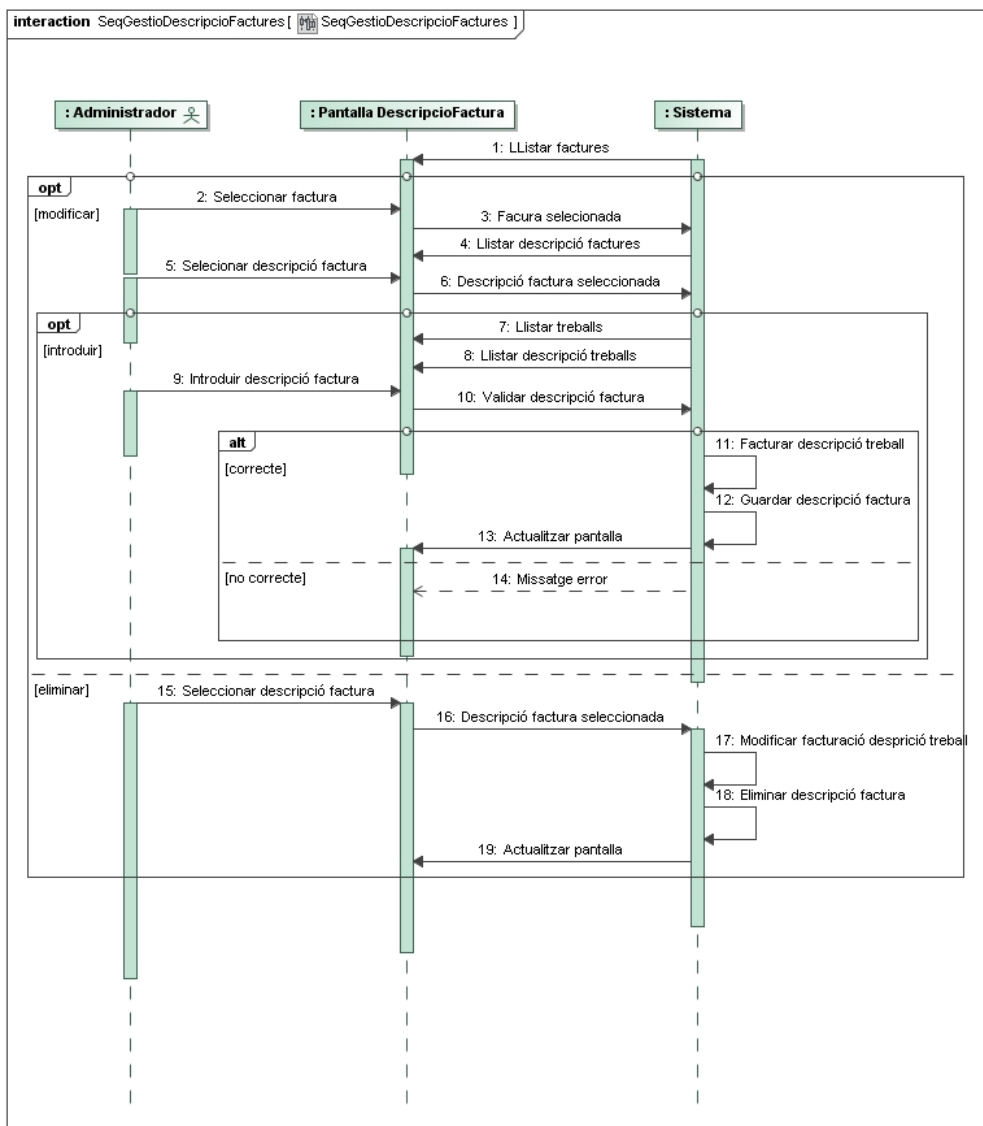 interaction SeqGestioDescripcioFactures [ SeqGestioDescripcioFactures ]
: Administrador
: Pantalla DescripcioFactura
: Sistema
1: LListar factures
opt
[modificar]
2: Seleccionar factura
3: Facura selecionada
4: Llistar descripció factures
5: Selecionar descripció factura
6: Descripció factura seleccionada
opt
[introduir]
7: Llistar treballs
8: Llistar descripció treballs
9: Introduir descripció factura
10: Validar descripció factura
alt
[correcte]
11: Facturar descripció treball
12: Guardar descripció factura
13: Actualitzar pantalla
[no correcte]
14: Missatge error
[eliminar]
15: Seleccionar descripció factura
16: Descripció factura seleccionada
17: Modificar facturació despríció treball
18: Eliminar descripció factura
19: Actualitzar pantalla